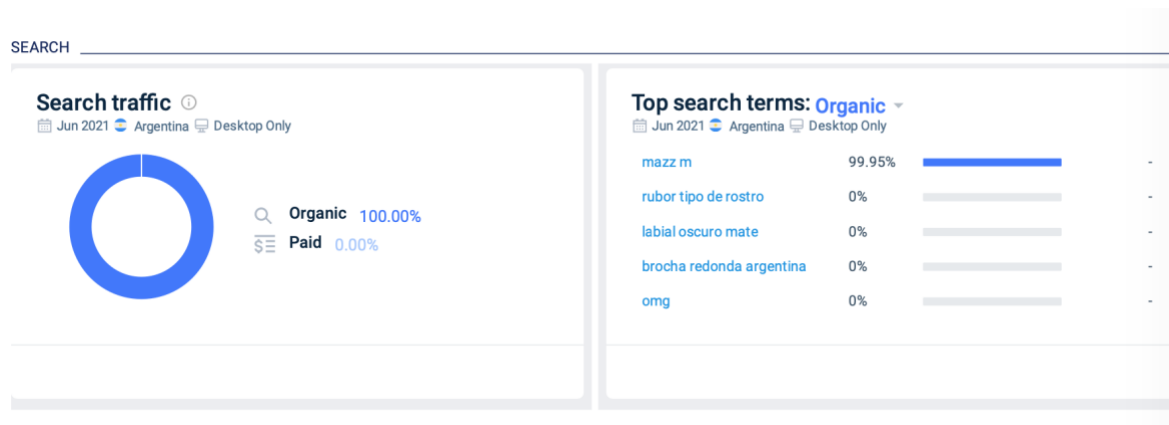 SEARCH
Search traffic
Jun 2021 Argentina Desktop Only
Organic 100.00%
Paid 0.00%
Top search terms: Organic
Jun 2021 Argentina Desktop Only
mazz m 99.95% -
rubor tipo de rostro 0% -
labial oscuro mate 0% -
brocha redonda argentina 0% -
omg 0% -